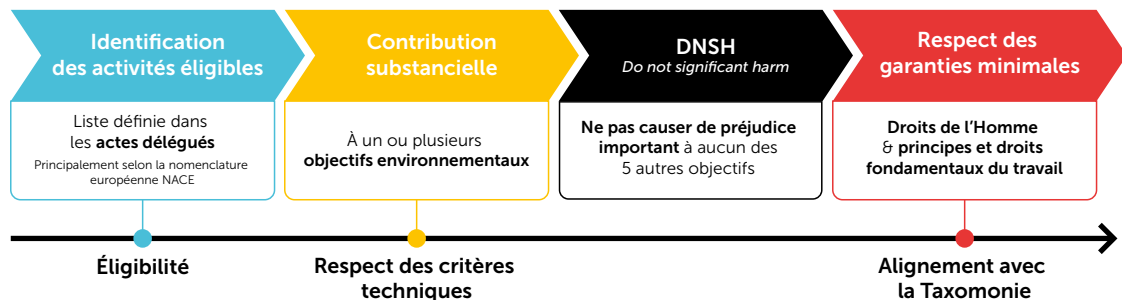 Identification
des activités éligibles
Contribution
substancielle
DNSH
Do not significant harm
Respect des
garanties minimales
Liste définie dans
les actes délégués
Principalement selon la nomenclature
européenne NACE
À un ou plusieurs
objectifs environnementaux
Ne pas causer de préjudice
important à aucun des
5 autres objectifs
Droits de l'Homme
& principes et droits
fondamentaux du travail
Éligibilité
Respect des critères
techniques
Alignement avec
la Taxomonie